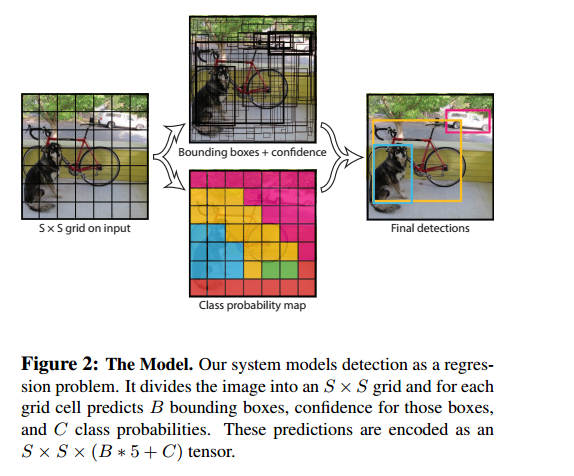 Bounding boxes + confidence
S × S grid on input
Final detections
Class probability map
Figure 2: The Model. Our system models detection as a regres-
sion problem. It divides the image into an S × S grid and for each
grid cell predicts B bounding boxes, confidence for those boxes,
and C class probabilities. These predictions are encoded as an
S × S × (B ∗ 5 + C) tensor.